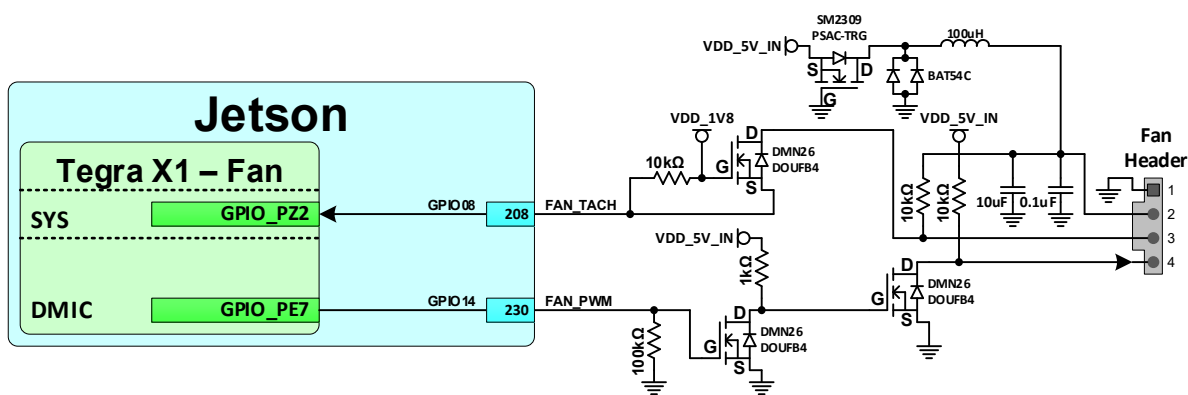 SM2309
PSAC-TRG
VDD_5V_IN
S
D
G
100uH
BAT54C
Jetson
Tegra X1 – Fan
SYS
GPIO_PZ2
GPIO08
208
FAN_TACH
10kΩ
VDD_1V8
D
G
S
DMN26
DOUFB4
VDD_5V_IN
10kΩ
10kΩ
10uF
0.1uF
Fan
Header
1
2
3
4
DMIC
GPIO_PE7
GPIO14
230
FAN_PWM
100kΩ
VDD_5V_IN
1kΩ
D
G
S
DMN26
DOUFB4
D
G
S
DMN26
DOUFB4